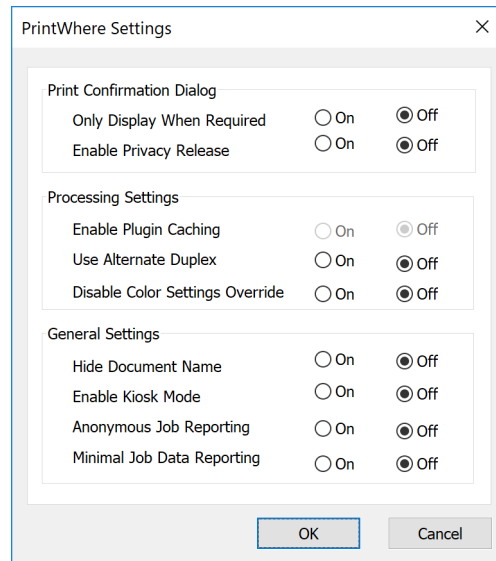 PrintWhere Settings
Print Confirmation Dialog
Only Display When Required On Off
Enable Privacy Release On Off
Processing Settings
Enable Plugin Caching On Off
Use Alternate Duplex On Off
Disable Color Settings Override On Off
General Settings
Hide Document Name On Off
Enable Kiosk Mode On Off
Anonymous Job Reporting On Off
Minimal Job Data Reporting On Off
OK Cancel